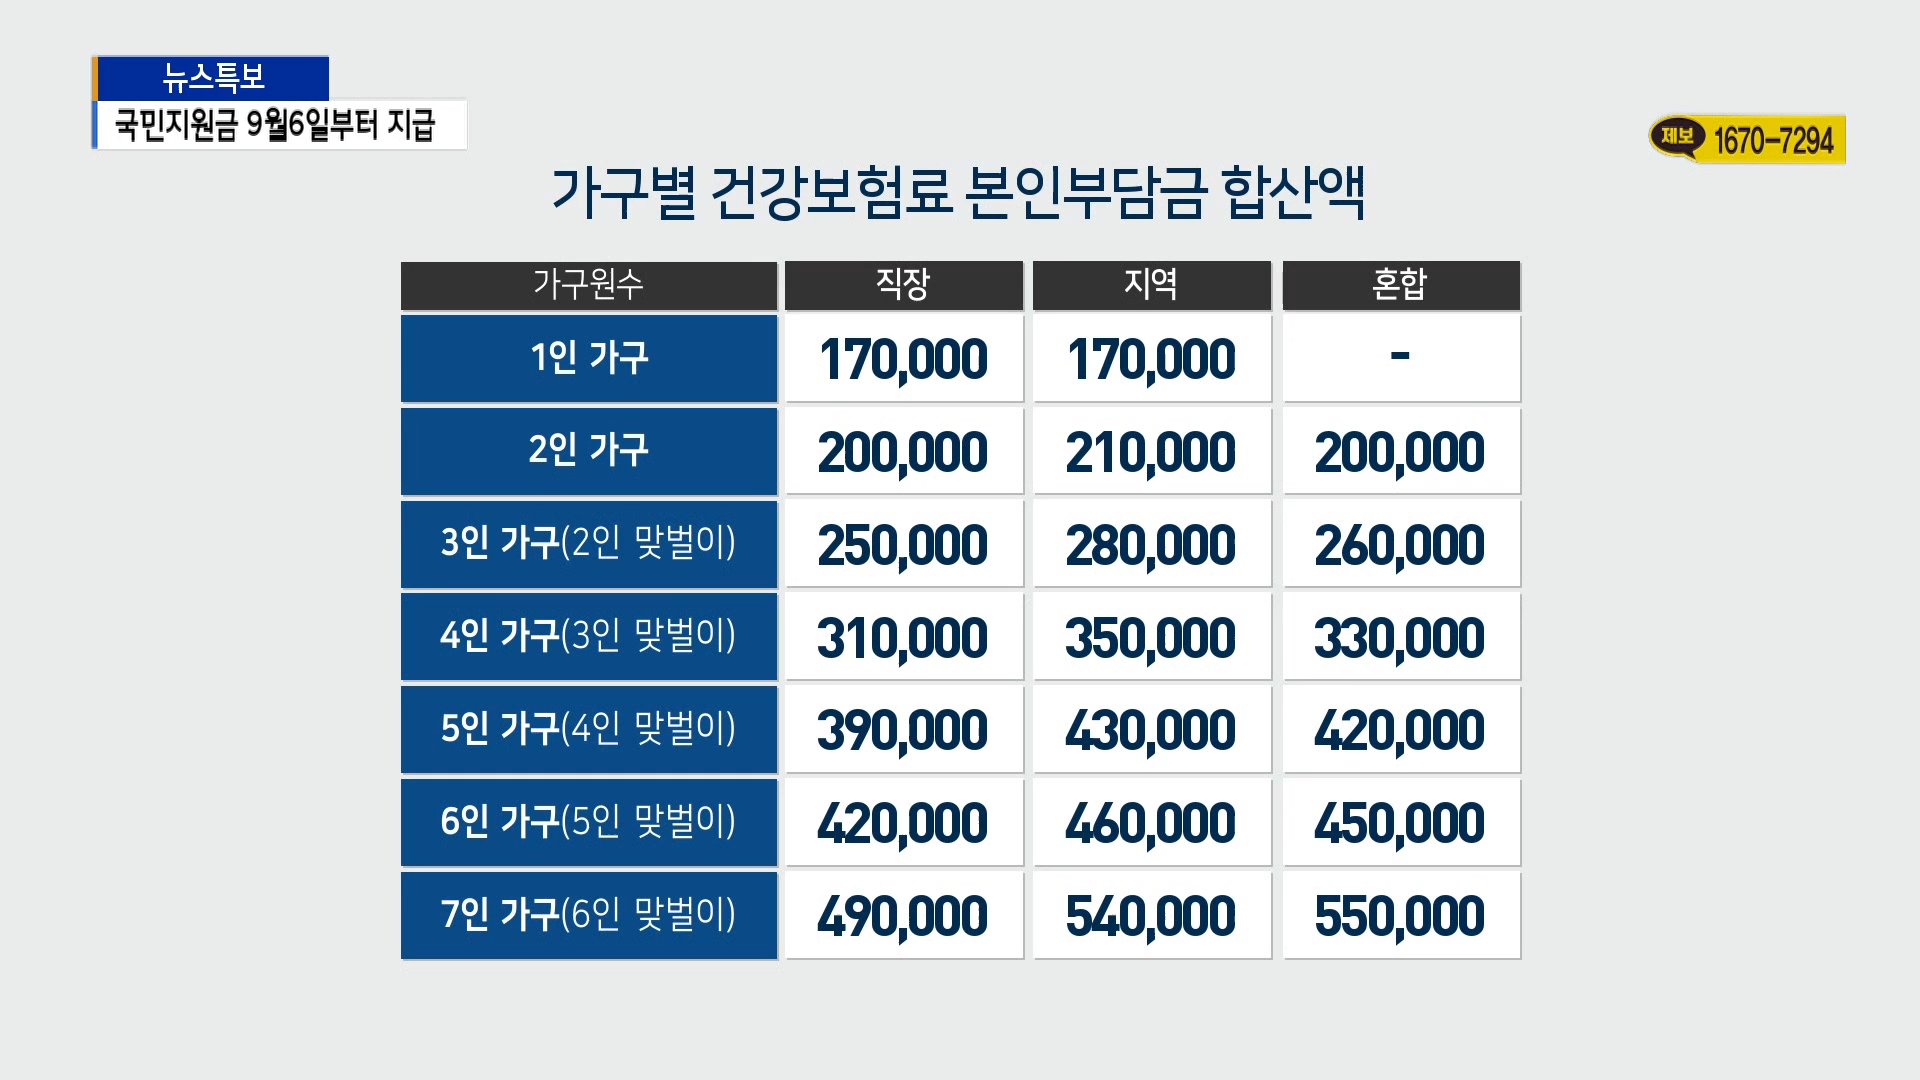 뉴스특보
국민지원금 9월6일부터 지급
제보 1670-7294
가구별 건강보험료 본인부담금 합산액
가구원수 직장 지역 혼합
1인 가구 170,000 170,000 -
2인 가구 200,000 210,000 200,000
3인 가구(2인 맞벌이) 250,000 280,000 260,000
4인 가구(3인 맞벌이) 310,000 350,000 330,000
5인 가구(4인 맞벌이) 390,000 430,000 420,000
6인 가구(5인 맞벌이) 420,000 460,000 450,000
7인 가구(6인 맞벌이) 490,000 540,000 550,000